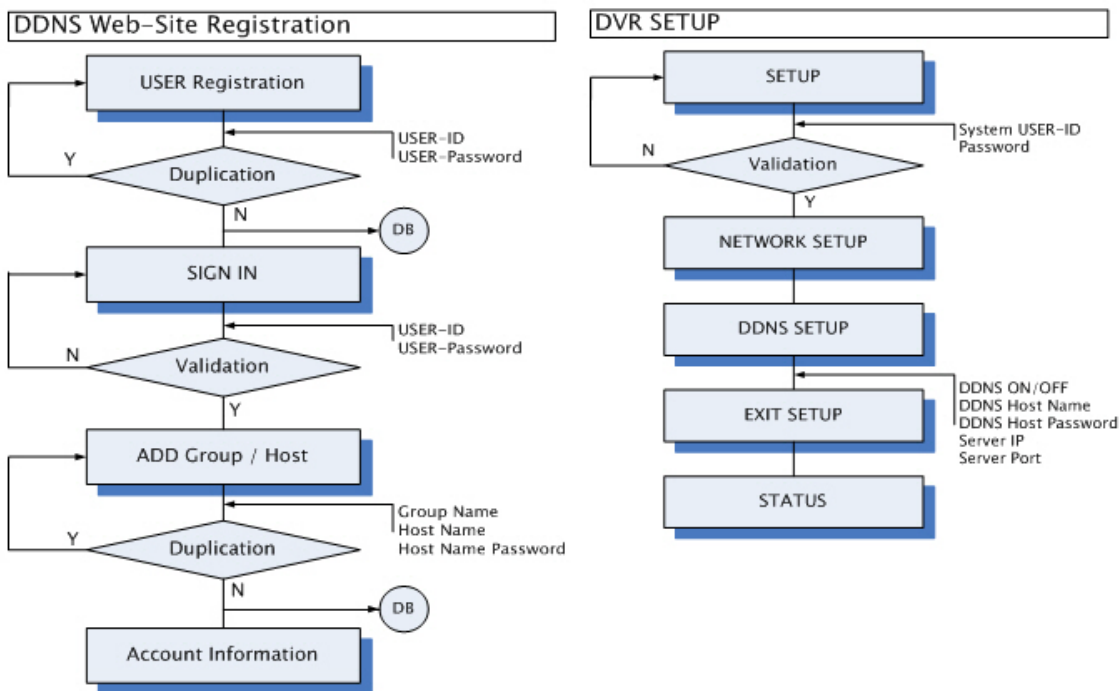 DDNS Web-Site Registration
USER Registration
USER-ID
USER-Password
Y
Duplication
N
DB
SIGN IN
USER-ID
USER-Password
N
Validation
Y
ADD Group / Host
Group Name
Host Name
Host Name Password
Y
Duplication
N
DB
Account Information
DVR SETUP
SETUP
System USER-ID
Password
N
Validation
Y
NETWORK SETUP
DDNS SETUP
DDNS ON/OFF
DDNS Host Name
DDNS Host Password
Server IP
Server Port
EXIT SETUP
STATUS